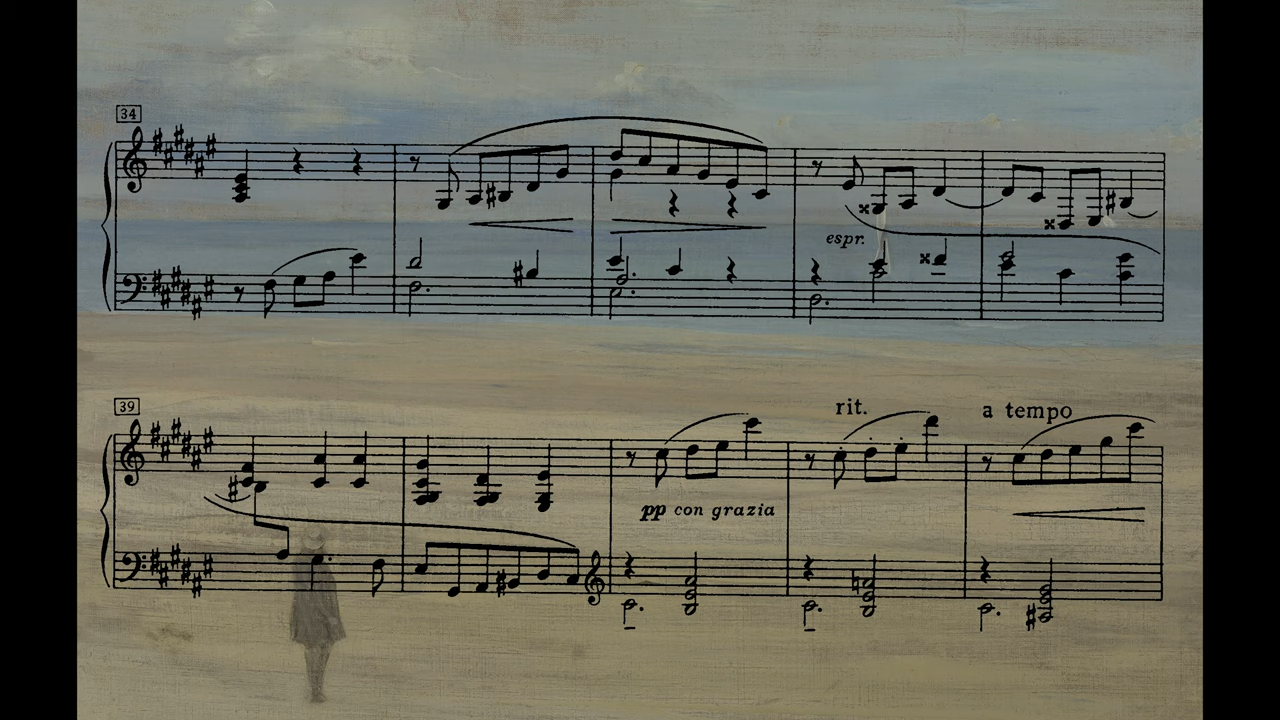 34
espr.
39
rit.
a tempo
pp con grazia